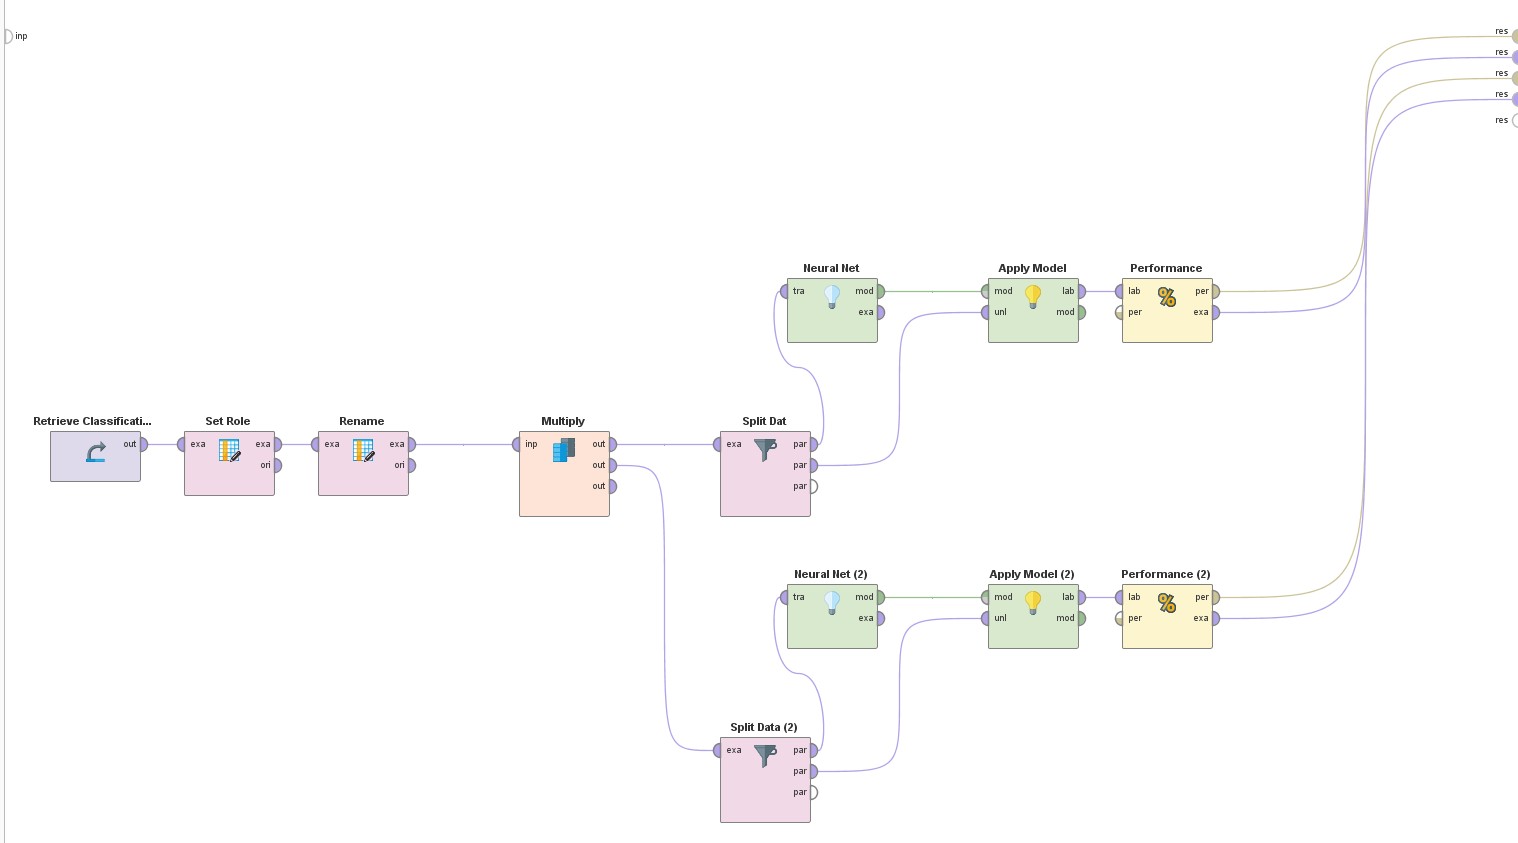 inp
res
res
res
res
res
Neural Net
tra mod
exa
Apply Model
mod lab
unl mod
Performance
lab per
per exa
Retrieve Classificati...
out
Set Role
exa exa
ori
Rename
exa exa
ori
Multiply
inp out
out
out
Split Dat
exa par
par
par
Neural Net (2)
tra mod
exa
Apply Model (2)
mod lab
unl mod
Performance (2)
lab per
per exa
Split Data (2)
exa par
par
par